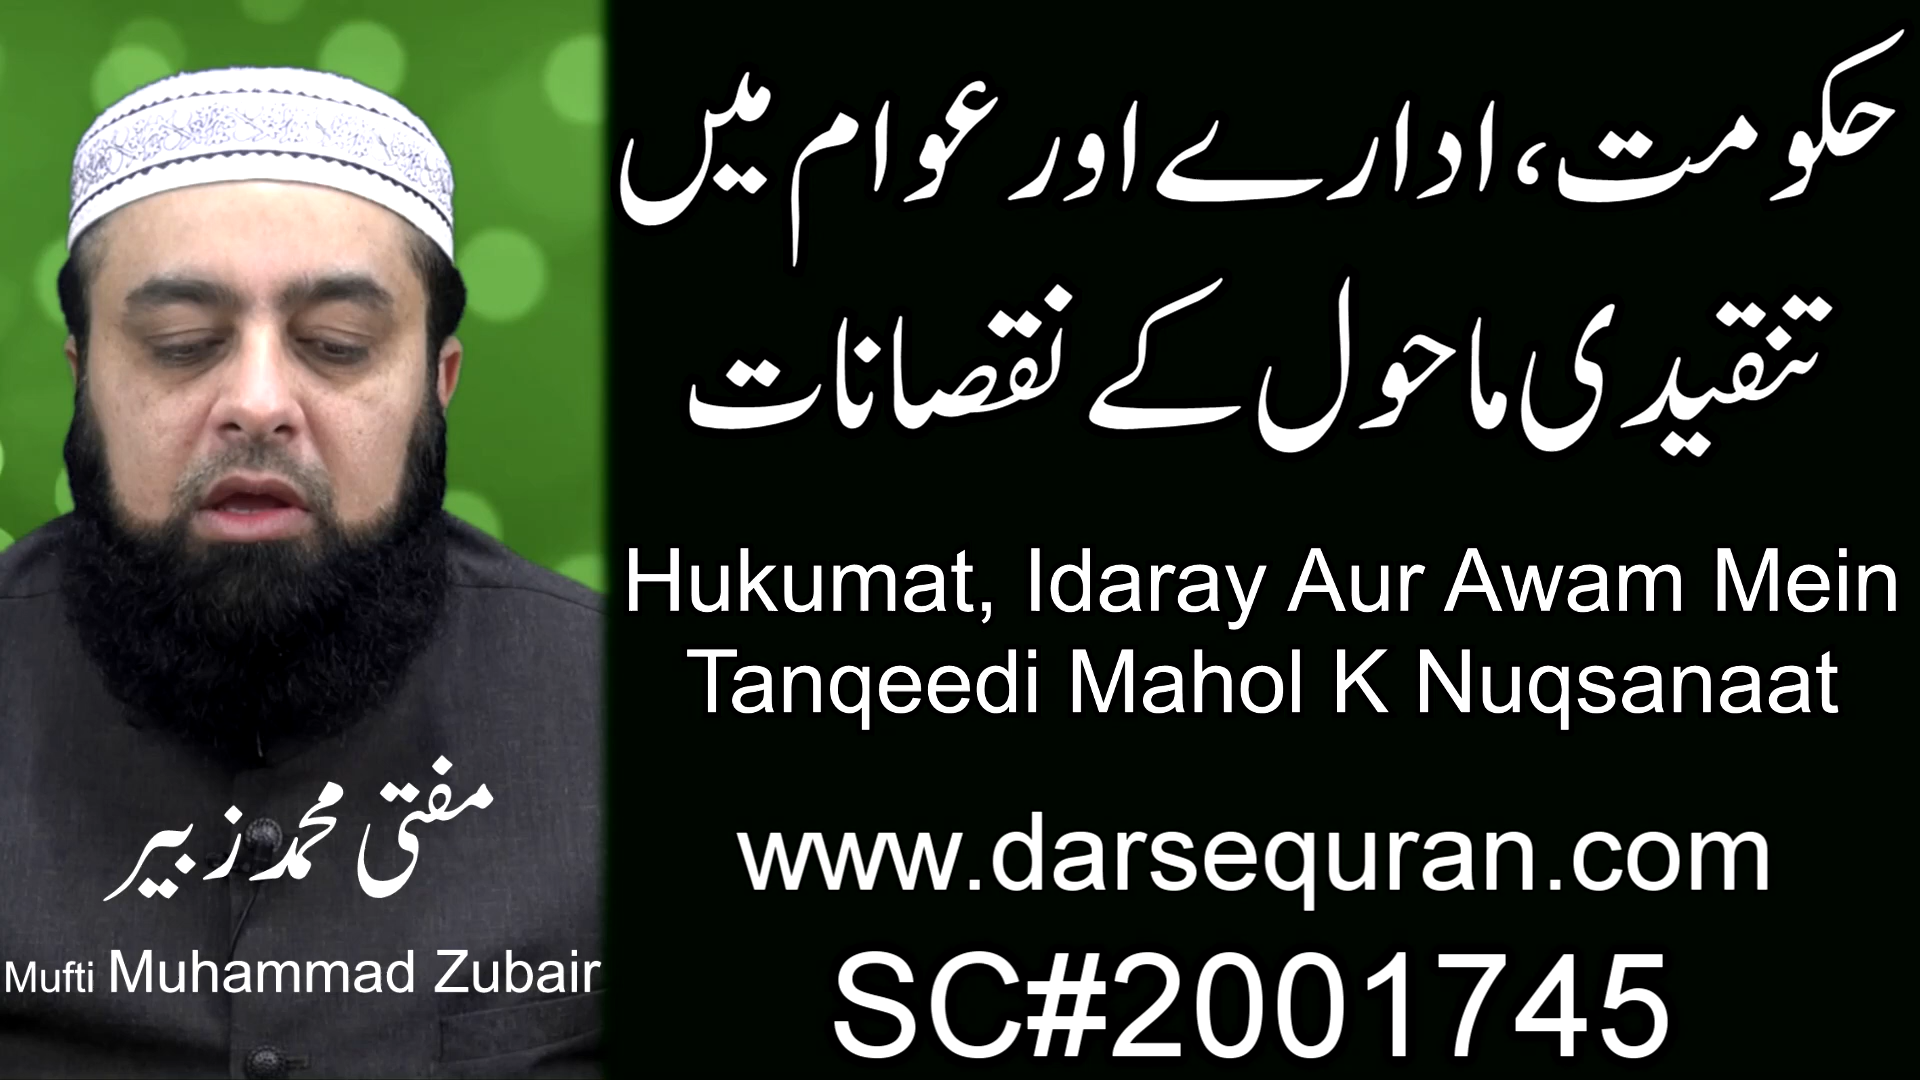 حکومت، ادارے اور عوام میں
تنقیدی ماحول کے نقصانات
Hukumat, Idaray Aur Awam Mein
Tanqeedi Mahol K Nuqsanaat
www.darsequran.com
SC#2001745
مفتی محمد زبیر
Mufti Muhammad Zubair